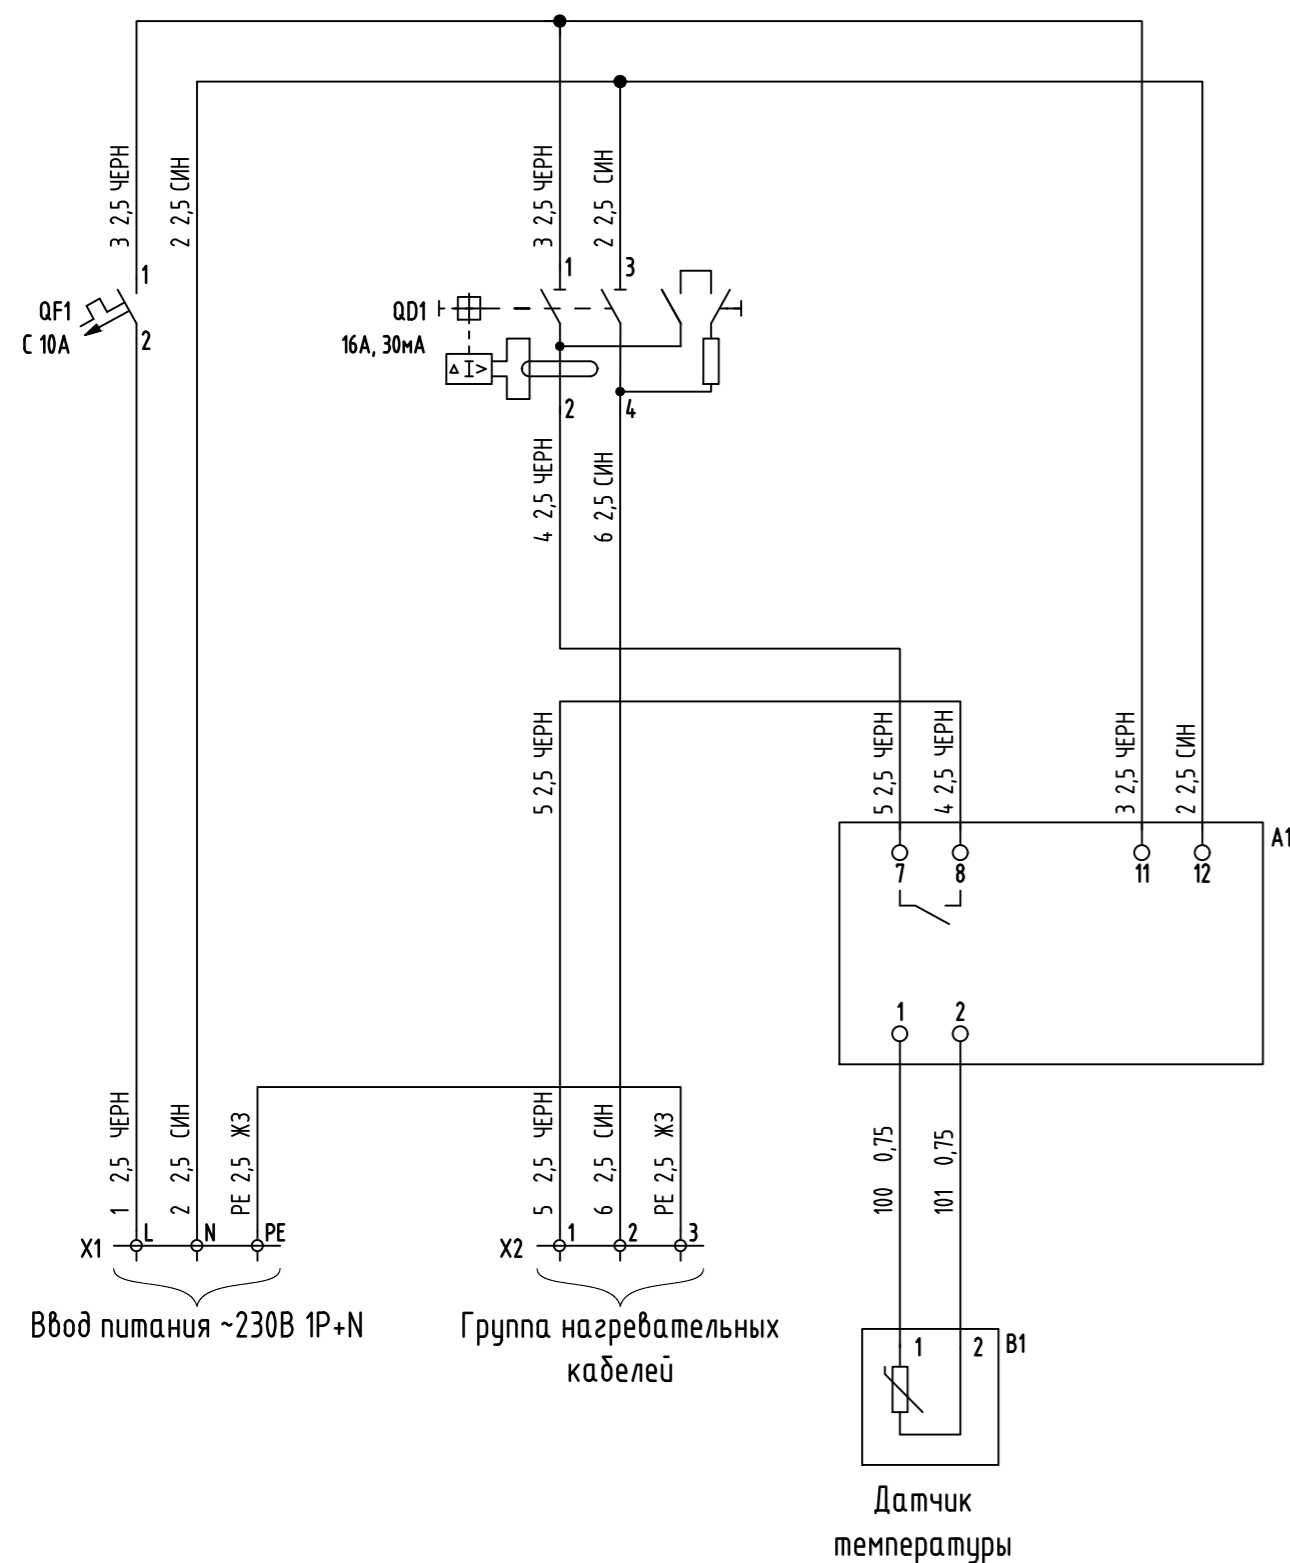 3 2,5 ЧЕРН
2 2,5 СИН
3 2,5 ЧЕРН
2 2,5 СИН
1
QF1
С 10А
2
1
3
QD1
16А, 30мА
Δ I>
2
4
4 2,5 ЧЕРН
6 2,5 СИН
5 2,5 ЧЕРН
5 2,5 ЧЕРН
4 2,5 ЧЕРН
3 2,5 ЧЕРН
2 2,5 СИН
A1
7
8
11
12
1
2
1 2,5 ЧЕРН
2 2,5 СИН
PE 2,5 ЖЗ
5 2,5 ЧЕРН
6 2,5 СИН
PE 2,5 ЖЗ
100 0,75
101 0,75
X1
L
N
PE
X2
1
2
3
Ввод питания ~230В 1P+N
Группа нагревательных
кабелей
1
2
B1
Датчик
температуры